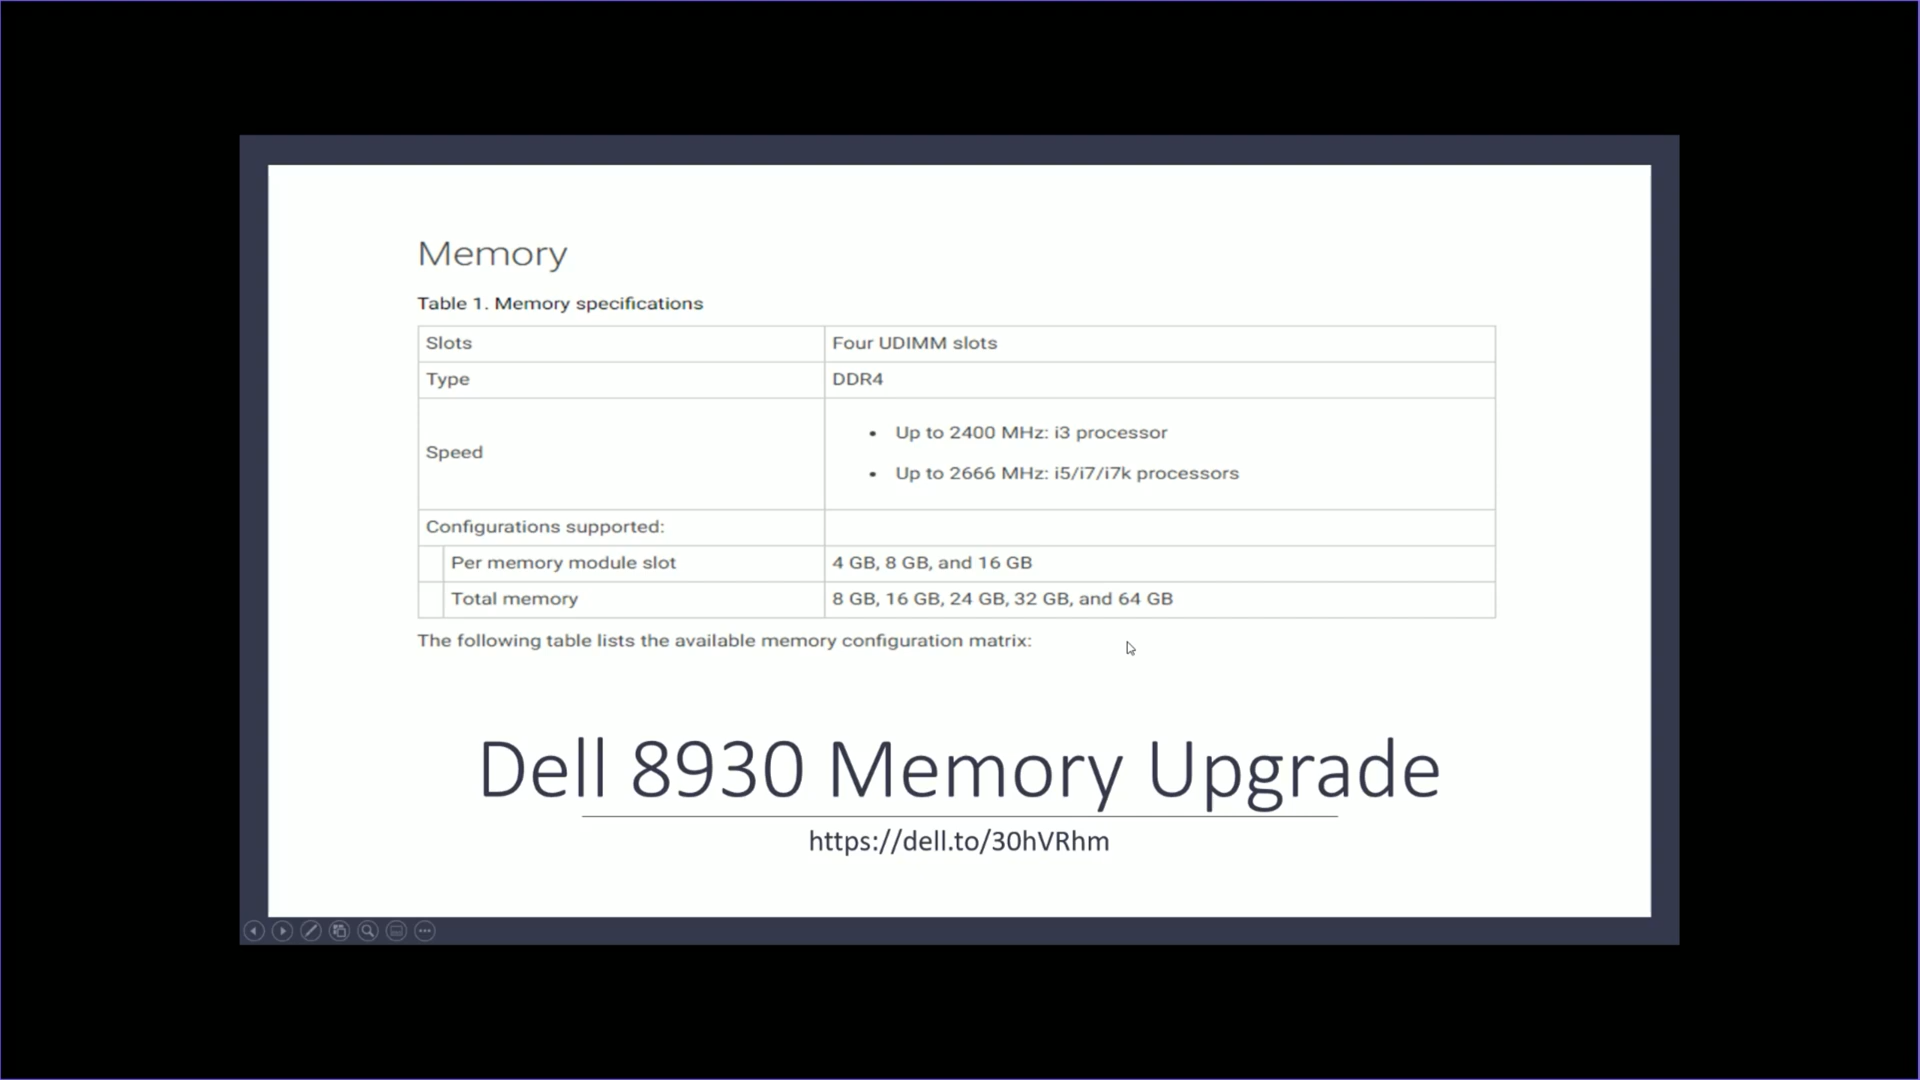 Memory
Table 1. Memory specifications
Slots Four UDIMM slots
Type DDR4
Speed
• Up to 2400 MHz: i3 processor
• Up to 2666 MHz: i5/i7/i7k processors
Configurations supported:
Per memory module slot 4 GB, 8 GB, and 16 GB
Total memory 8 GB, 16 GB, 24 GB, 32 GB, and 64 GB
The following table lists the available memory configuration matrix:
Dell 8930 Memory Upgrade
https://dell.to/30hVRhm